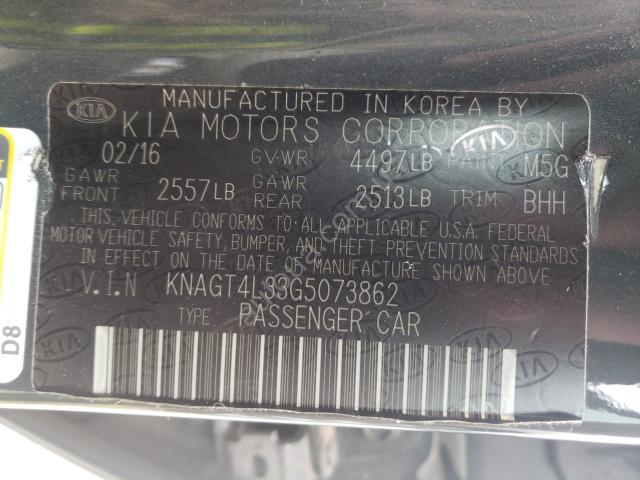 MANUFACTURED IN KOREA BY
KIA KIA MOTORS CORPORATION
02/16 GVWR 4497LB PAINT M5G
GAWR FRONT 2557LB GAWR REAR 2513LB TRIM BHH
THIS VEHICLE CONFORMS TO ALL APPLICABLE U.S.A. FEDERAL
MOTOR VEHICLE SAFETY, BUMPER, AND THEFT PREVENTION STANDARDS
IN EFFECT ON THE DATE OF MANUFACTURE SHOWN ABOVE
V.I.N KNAGT4L33G5073862
TYPE PASSENGER CAR
D8